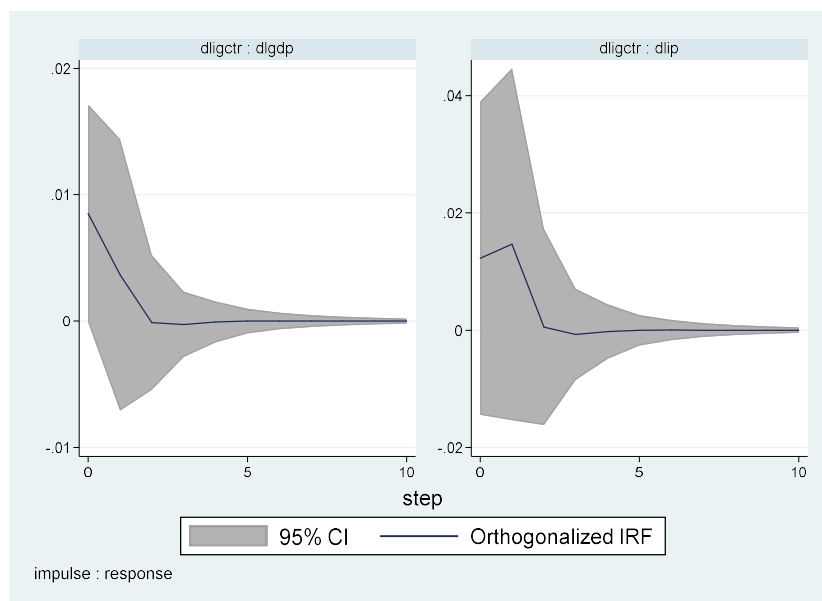 dligctr : dlgdp
dligctr : dlip
.02
.01
0
-.01
.04
.02
0
-.02
0
5
10
0
5
10
step
95% CI
Orthogonalized IRF
impulse : response